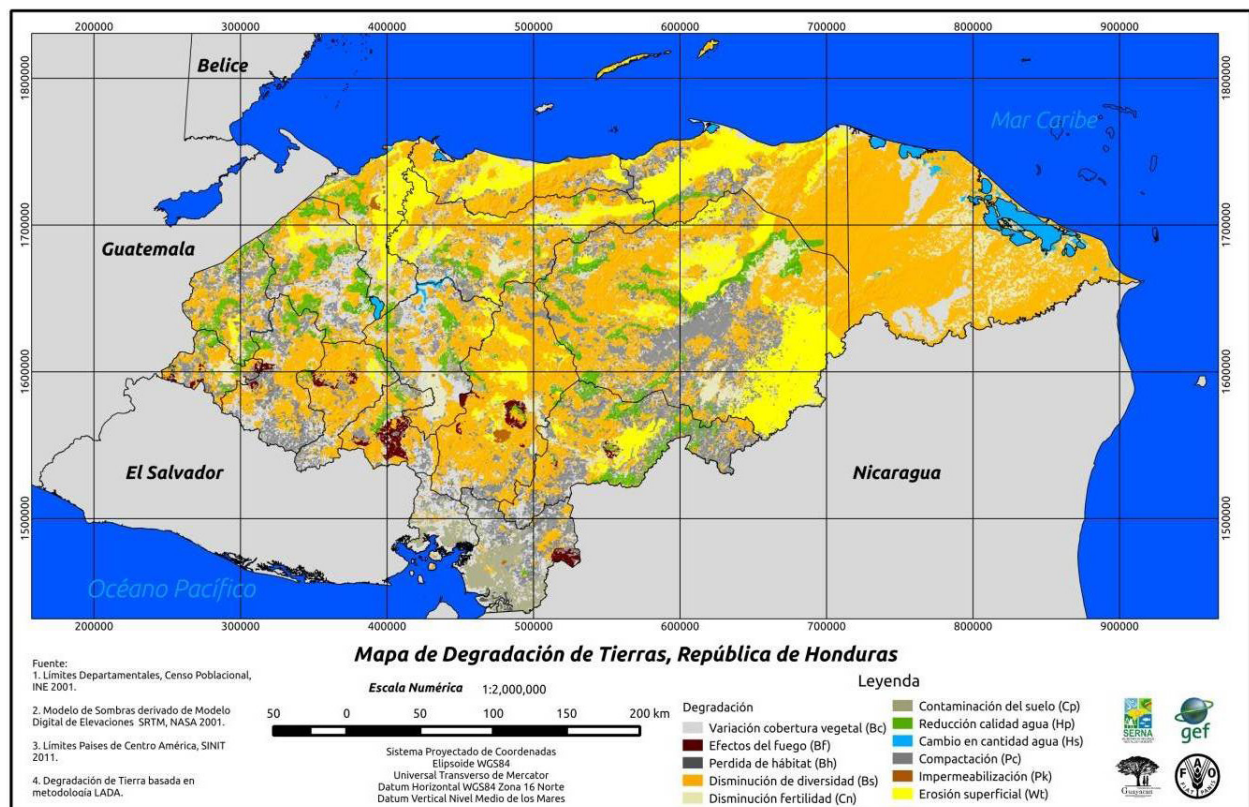 200000 300000 400000 500000 600000 700000 800000 900000
Belice
1800000 1800000
Mar Caribe
1700000 1700000
Guatemala
1600000 1600000
El Salvador
Nicaragua
1500000 1500000
Océano Pacífico
200000 300000 400000 500000 600000 700000 800000 900000
Mapa de Degradación de Tierras, República de Honduras
Fuente:
1. Límites Departamentales, Censo Poblacional,
INE 2001.
2. Modelo de Sombras derivado de Modelo
Digital de Elevaciones SRTM, NASA 2001.
3. Límites Paises de Centro América, SINIT
2011.
4. Degradación de Tierra basada en
metodología LADA.
Escala Numérica 1:2,000,000
50 0 50 100 150 200 km
Sistema Proyectado de Coordenadas
Elipsoide WGS84
Universal Transverso de Mercator
Datum Horizontal WGS84 Zona 16 Norte
Datum Vertical Nivel Medio de los Mares
Leyenda
Degradación
Variación cobertura vegetal (Bc)
Efectos del fuego (Bf)
Perdida de hábitat (Bh)
Disminución de diversidad (Bs)
Disminución fertilidad (Cn)
Contaminación del suelo (Cp)
Reducción calidad agua (Hp)
Cambio en cantidad agua (Hs)
Compactación (Pc)
Impermeabilización (Pk)
Erosión superficial (Wt)
SERNA
gef
Guayacán
FAO
FIAT PANIS